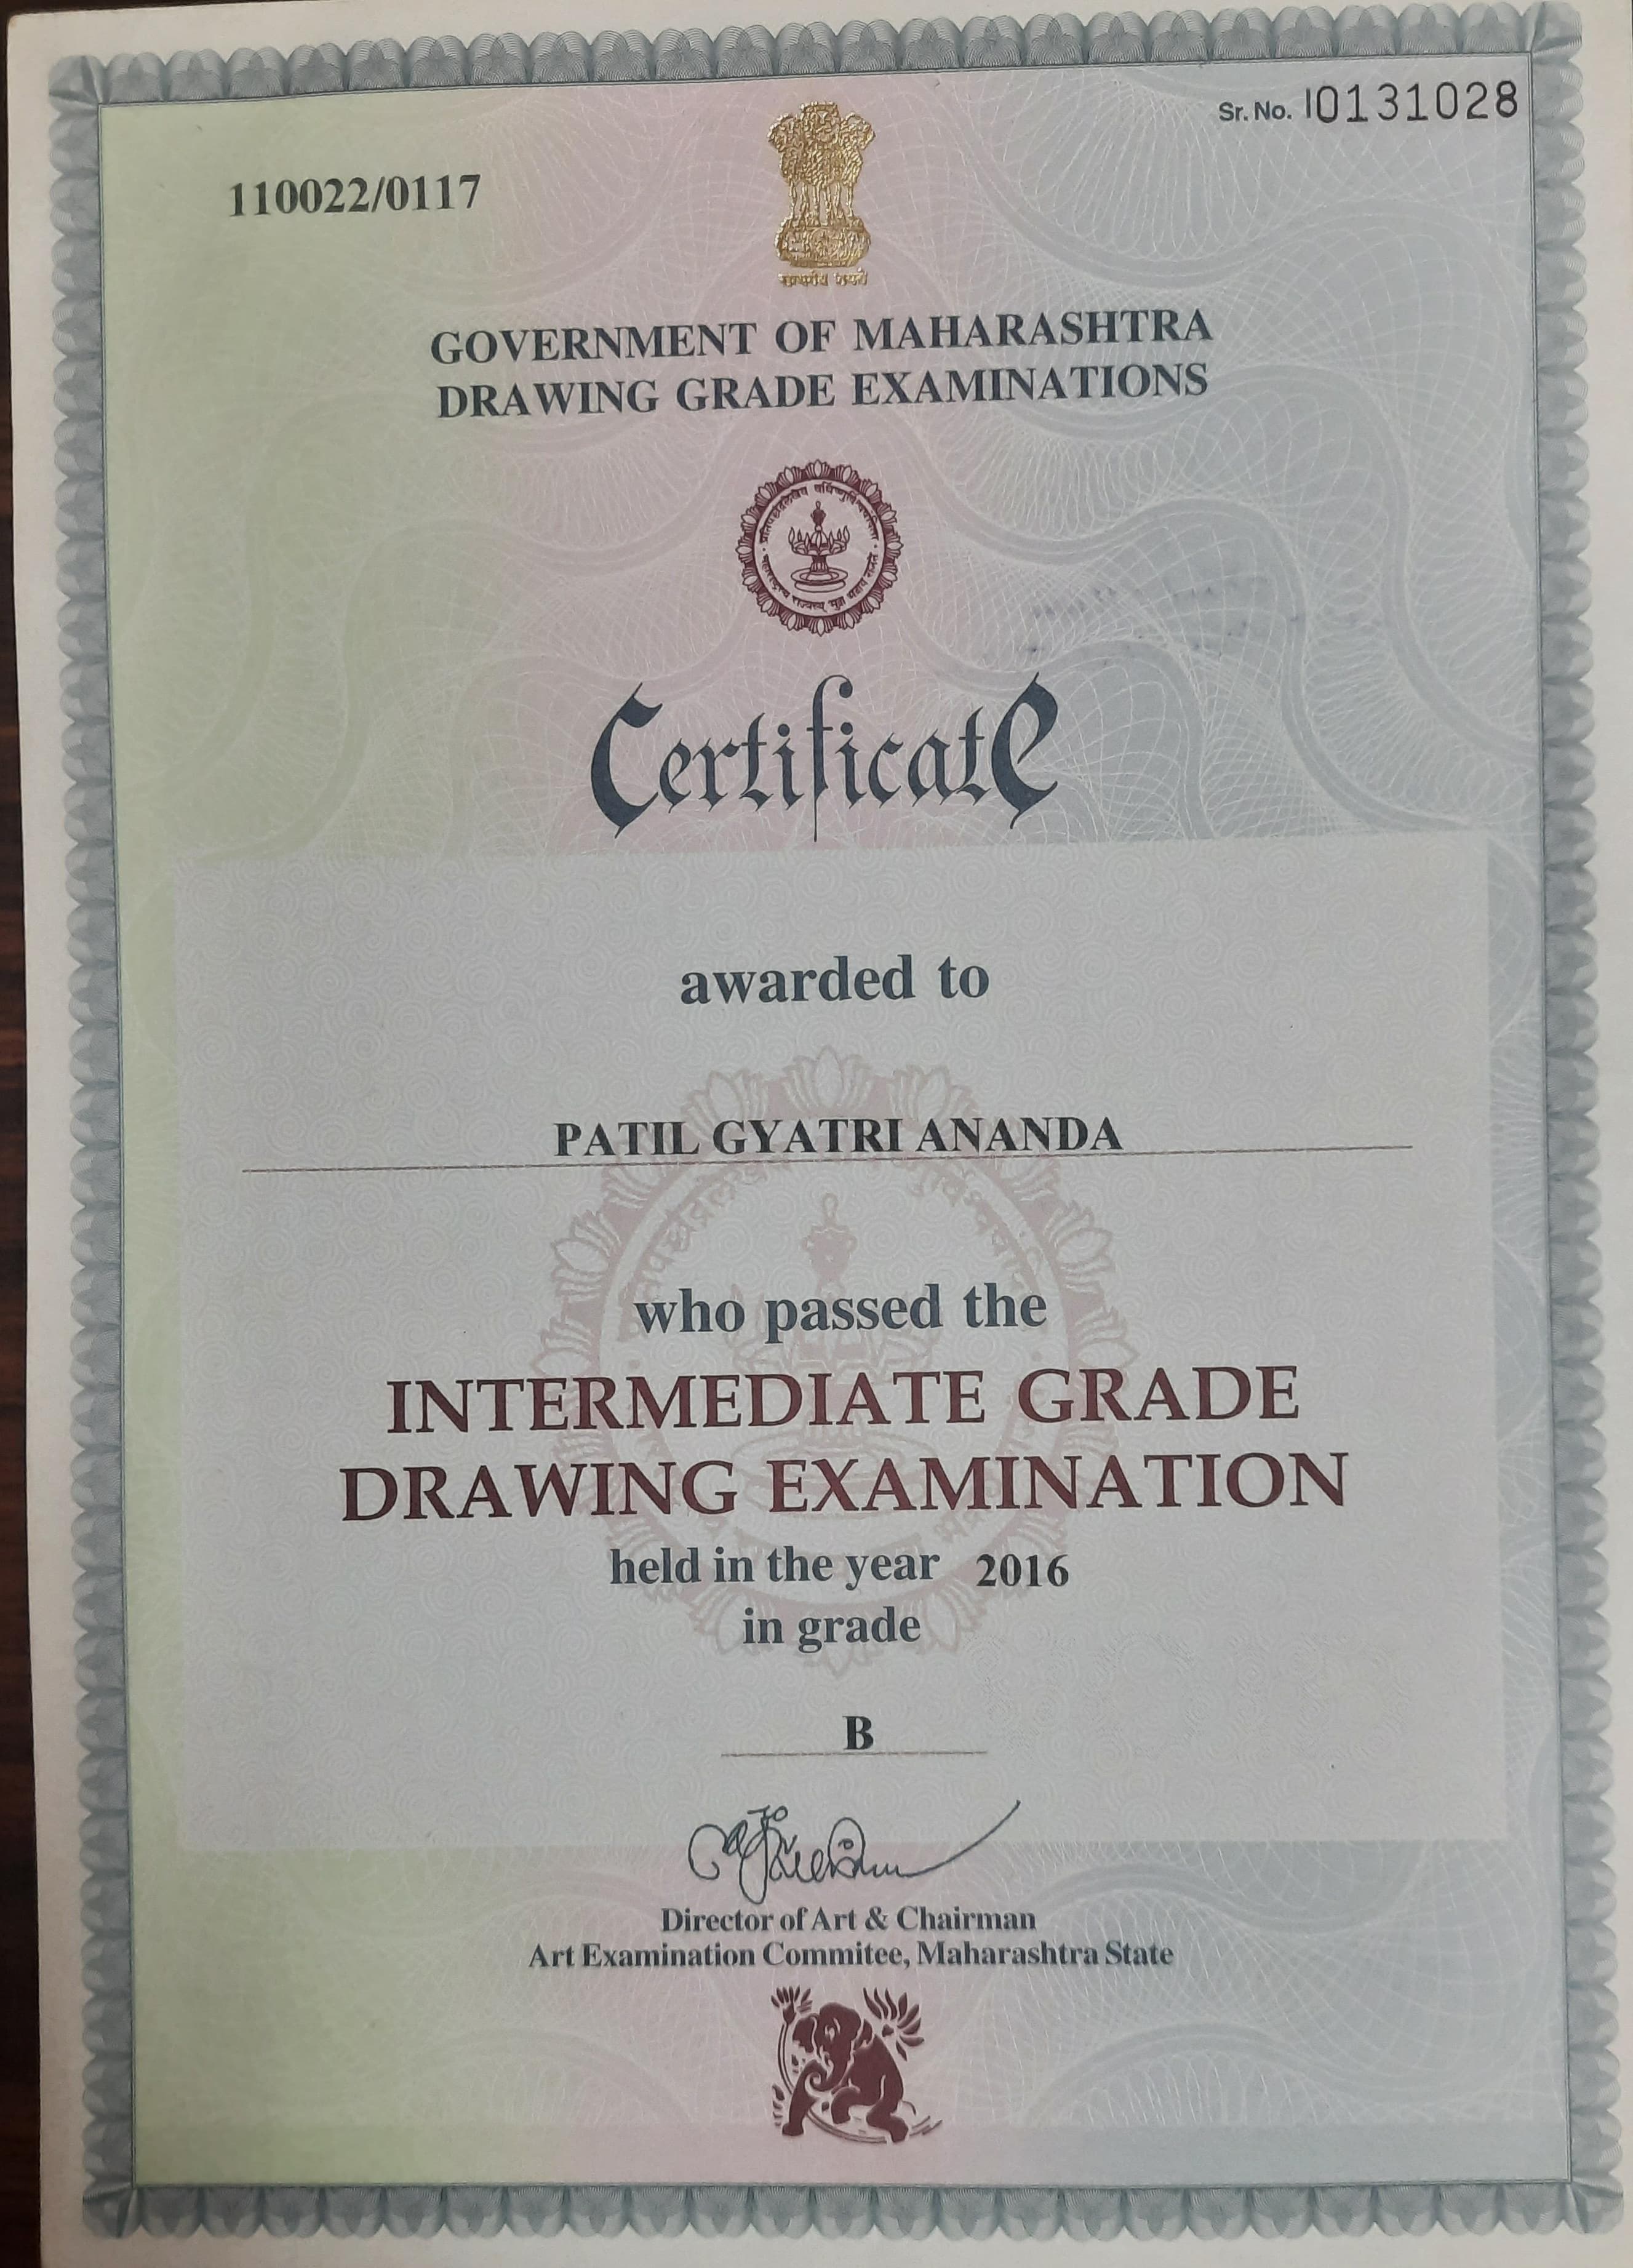 Sr. No. I0131028
110022/0117
सत्यमेव जयते
GOVERNMENT OF MAHARASHTRA
DRAWING GRADE EXAMINATIONS
Certificate
awarded to
PATIL GYATRI ANANDA
who passed the
INTERMEDIATE GRADE
DRAWING EXAMINATION
held in the year 2016
in grade
B
Director of Art & Chairman
Art Examination Commitee, Maharashtra State